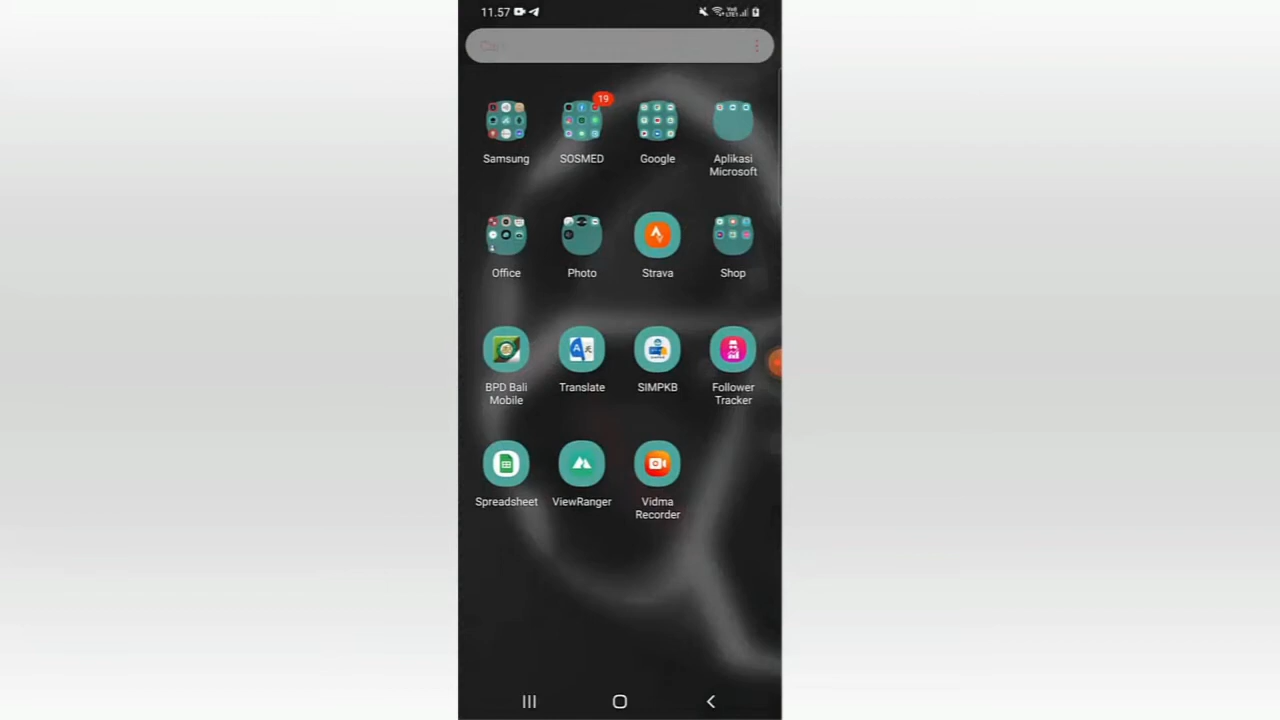 11.57
Cari
19
Samsung
SOSMED
Google
Aplikasi
Microsoft
Office
Photo
Strava
Shop
BPD Bali
Mobile
Translate
SIMPKB
Follower
Tracker
Spreadsheet
ViewRanger
Vidma
Recorder